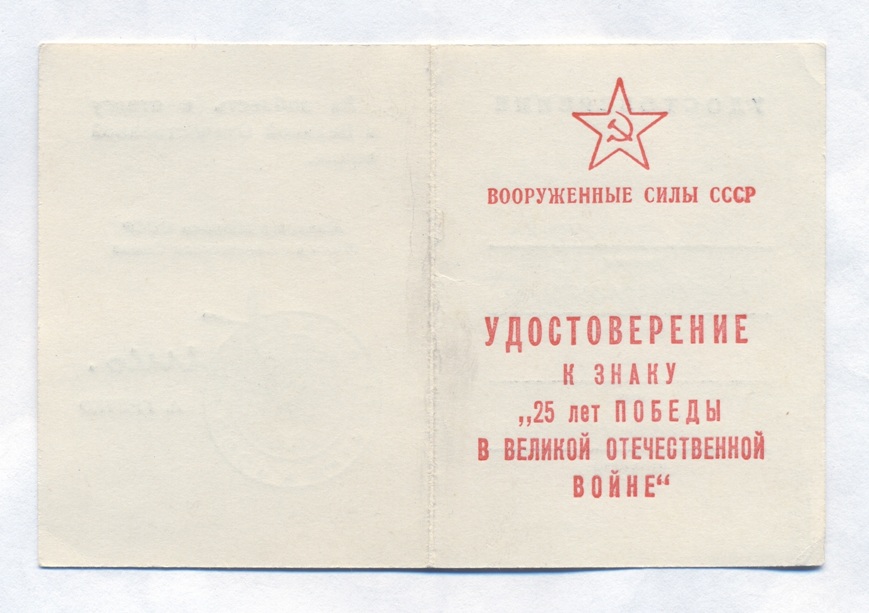 ВООРУЖЕННЫЕ СИЛЫ СССР
УДОСТОВЕРЕНИЕ
К ЗНАКУ
„25 лет ПОБЕДЫ
В ВЕЛИКОЙ ОТЕЧЕСТВЕННОЙ
ВОЙНЕ“